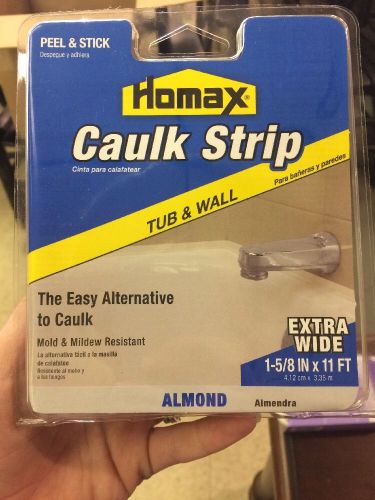 PEEL & STICK
Despegue y adhiera
Homax®
Caulk Strip
Cinta para calafatear
TUB & WALL
Para bañeras y paredes
The Easy Alternative
to Caulk
Mold & Mildew Resistant
La alternativa fácil a la masilla
de calafateo
Resistente al moho y
a los hongos
EXTRA
WIDE
1-5/8 IN x 11 FT
4,12 cm x 3,35 m
ALMOND
Almendra